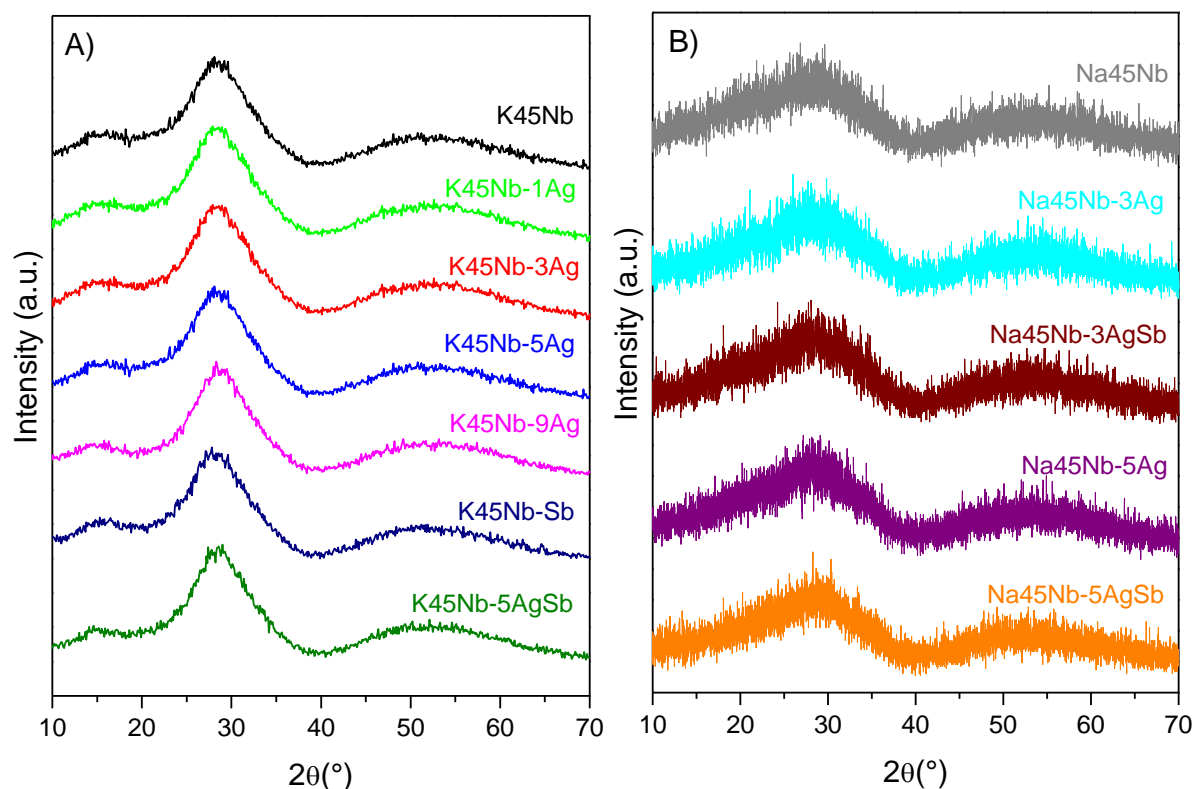 A)
K45Nb
K45Nb-1Ag
K45Nb-3Ag
K45Nb-5Ag
K45Nb-9Ag
K45Nb-Sb
K45Nb-5AgSb
Intensity (a.u.)
10 20 30 40 50 60 70
2θ(°)
B)
Na45Nb
Na45Nb-3Ag
Na45Nb-3AgSb
Na45Nb-5Ag
Na45Nb-5AgSb
Intensity (a.u.)
10 20 30 40 50 60 70
2θ(°)